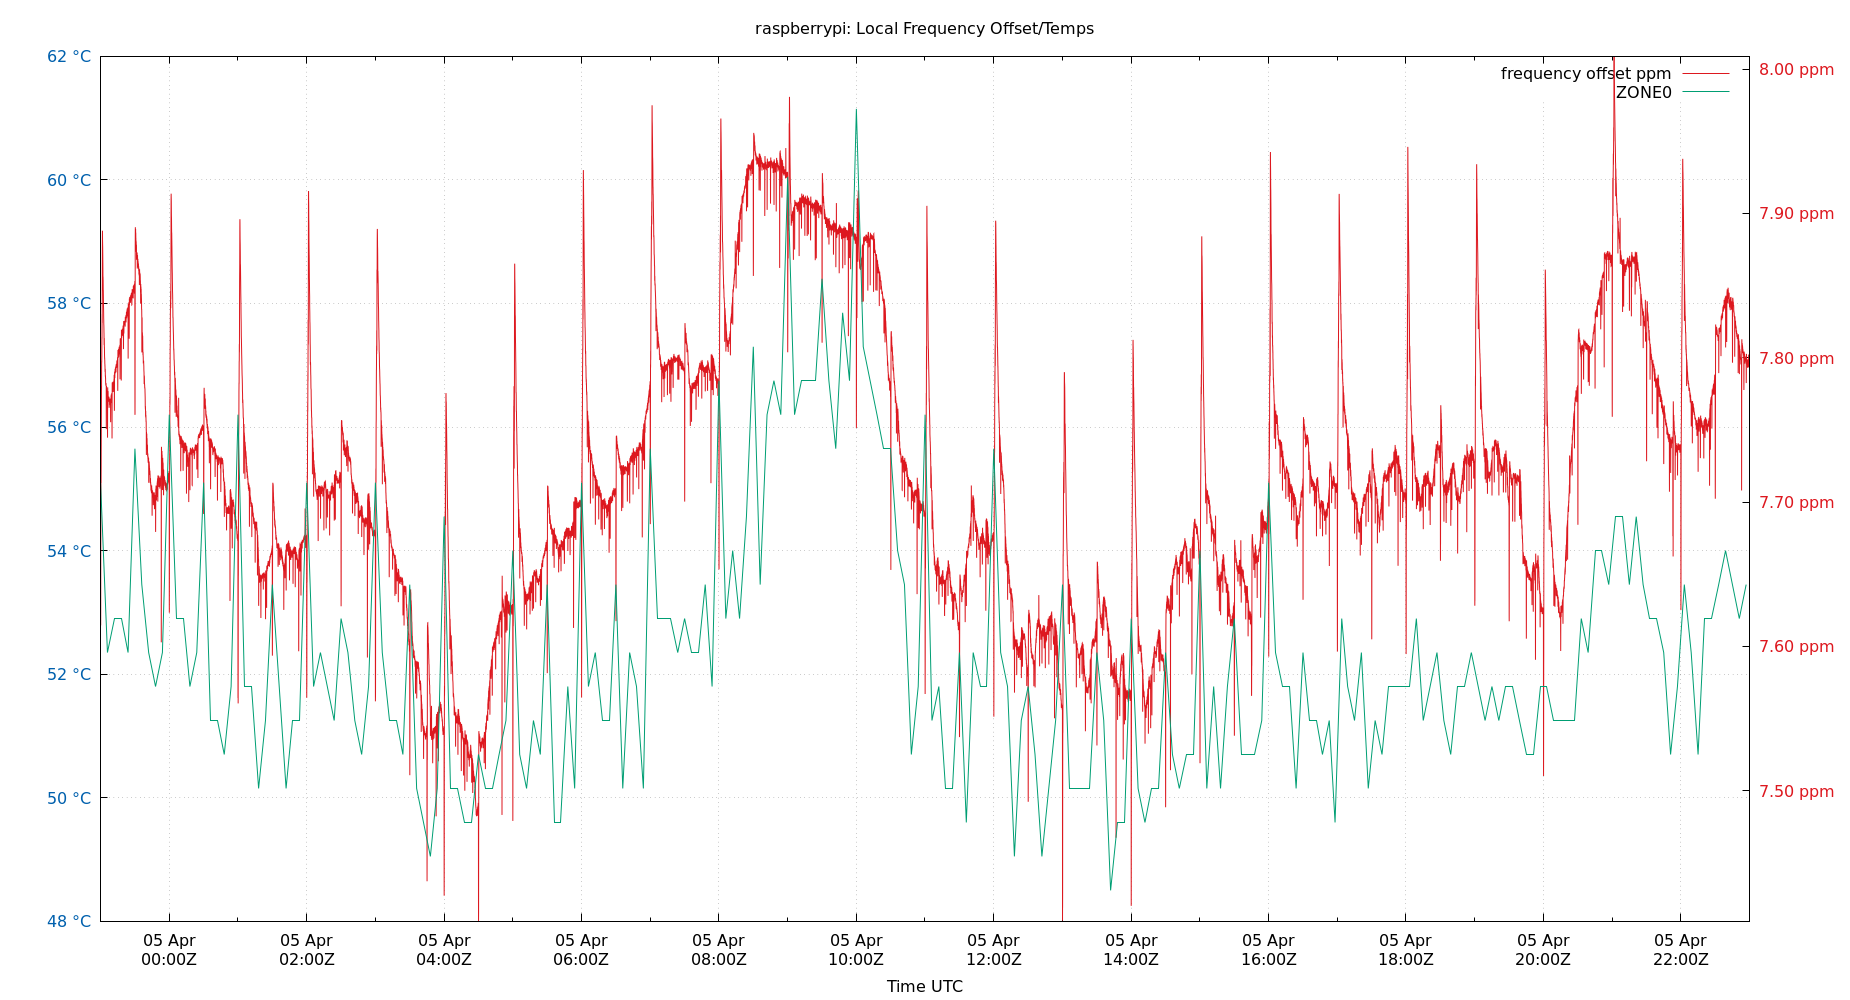 raspberrypi: Local Frequency Offset/Temps
62 °C
60 °C
58 °C
56 °C
54 °C
52 °C
50 °C
48 °C
frequency offset ppm
ZONE0
8.00 ppm
7.90 ppm
7.80 ppm
7.70 ppm
7.60 ppm
7.50 ppm
05 Apr 05 Apr 05 Apr 05 Apr 05 Apr 05 Apr 05 Apr 05 Apr 05 Apr 05 Apr 05 Apr 05 Apr
00:00Z 02:00Z 04:00Z 06:00Z 08:00Z 10:00Z 12:00Z 14:00Z 16:00Z 18:00Z 20:00Z 22:00Z
Time UTC